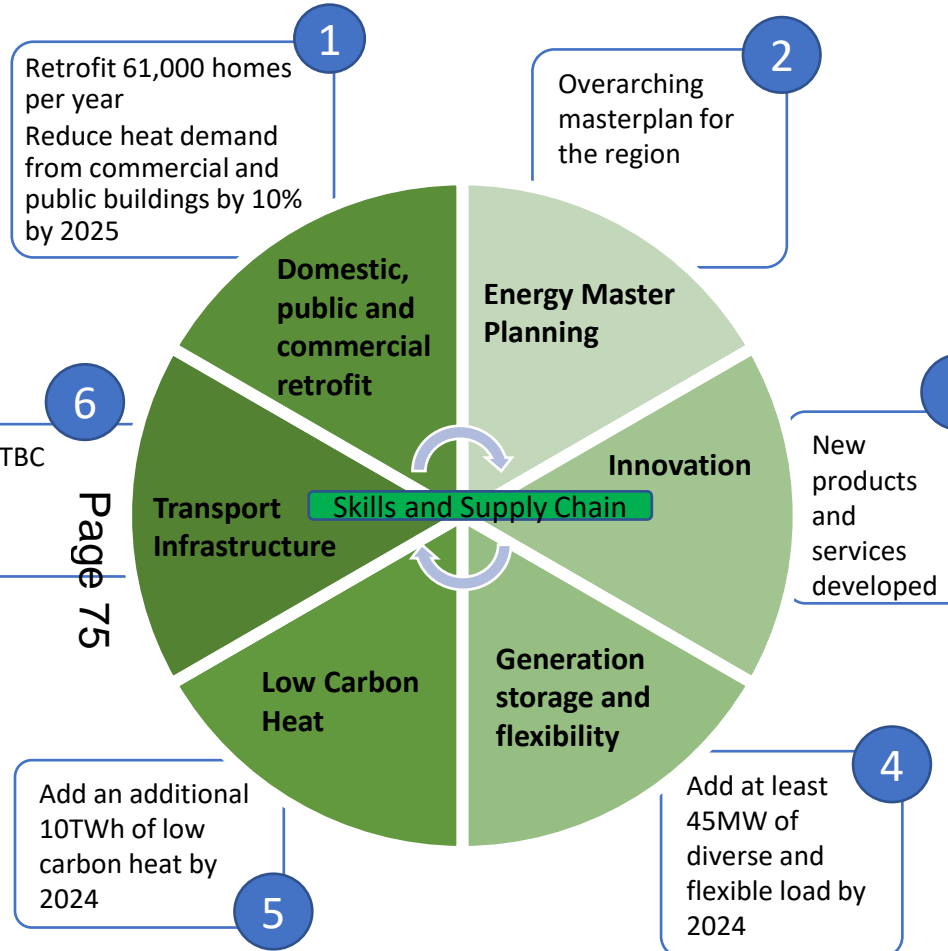 1
Retrofit 61,000 homes
per year
Reduce heat demand
from commercial and
public buildings by 10%
by 2025
2
Overarching
masterplan for
the region
Domestic,
public and
commercial
retrofit
Energy Master
Planning
6
TBC
Innovation
New
products
and
services
developed
Skills and Supply Chain
Transport
Infrastructure
Page 75
Low Carbon
Heat
Generation
storage and
flexibility
4
Add at least
45MW of
diverse and
flexible load by
2024
Add an additional
10TWh of low
carbon heat by
2024
5